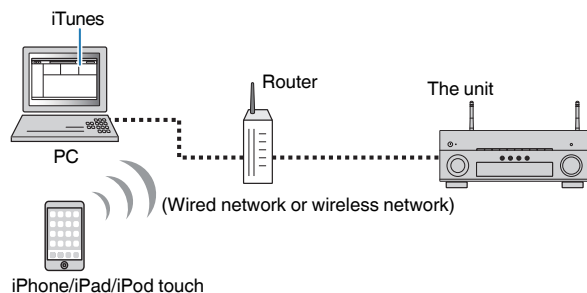 iTunes
Router
The unit
PC
(Wired network or wireless network)
iPhone/iPad/iPod touch